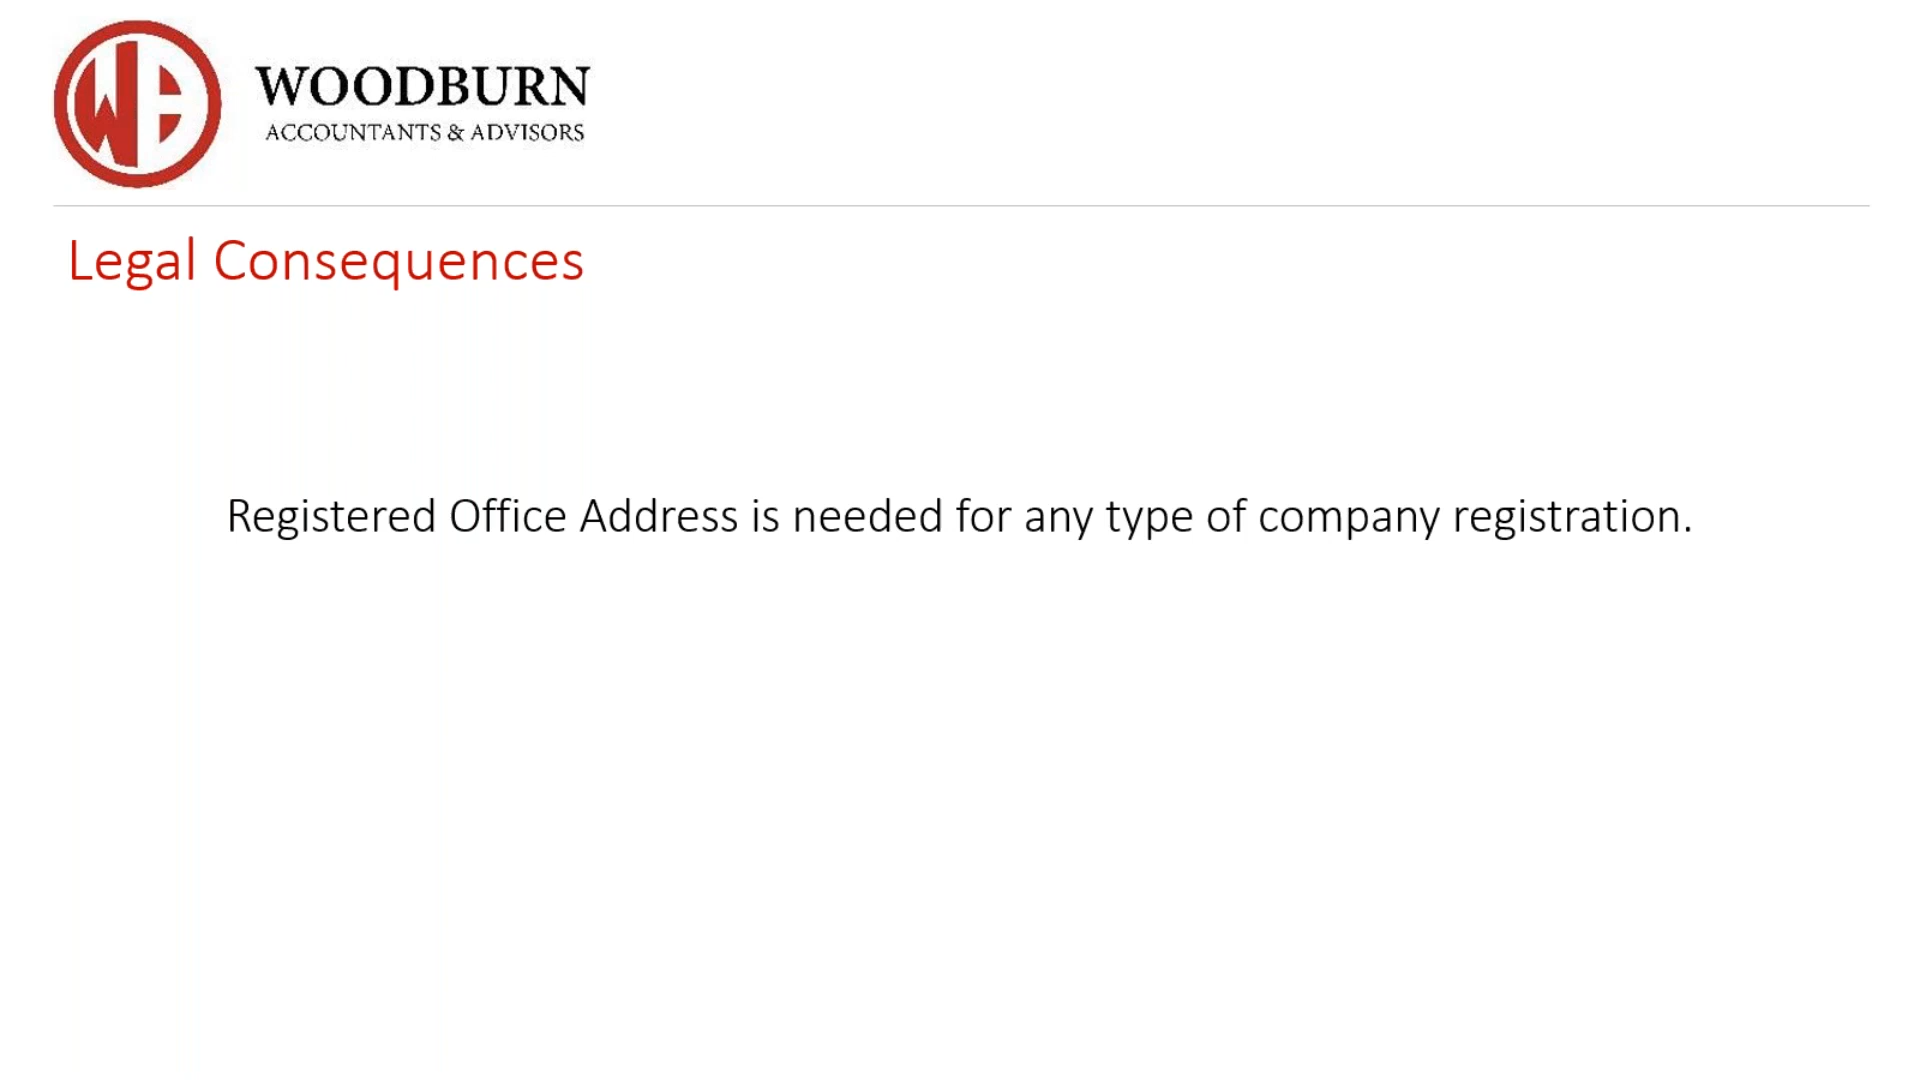 WOODBURN
ACCOUNTANTS & ADVISORS
Legal Consequences
Registered Office Address is needed for any type of company registration.